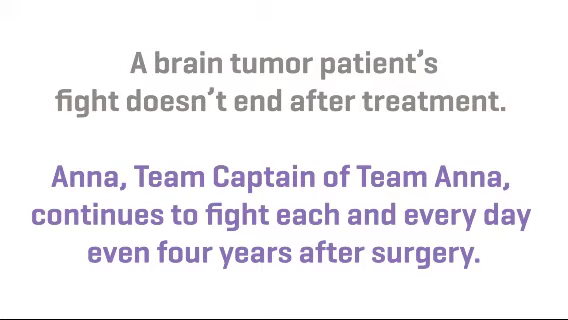 A brain tumor patient’s
fight doesn’t end after treatment.
Anna, Team Captain of Team Anna,
continues to fight each and every day
even four years after surgery.